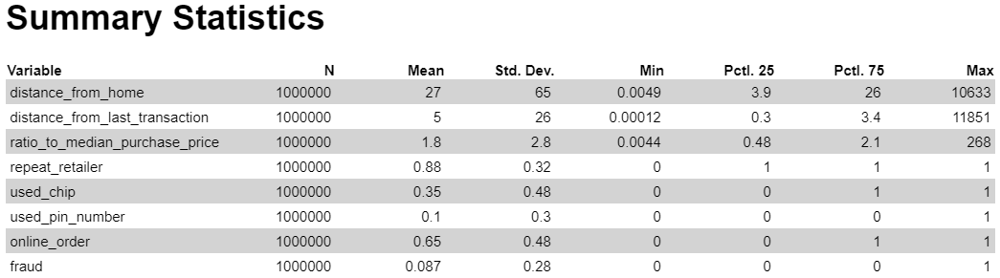 Summary Statistics
Variable N Mean Std. Dev. Min Pctl. 25 Pctl. 75 Max
distance_from_home 1000000 27 65 0.0049 3.9 26 10633
distance_from_last_transaction 1000000 5 26 0.00012 0.3 3.4 11851
ratio_to_median_purchase_price 1000000 1.8 2.8 0.0044 0.48 2.1 268
repeat_retailer 1000000 0.88 0.32 0 1 1 1
used_chip 1000000 0.35 0.48 0 0 1 1
used_pin_number 1000000 0.1 0.3 0 0 0 1
online_order 1000000 0.65 0.48 0 0 1 1
fraud 1000000 0.087 0.28 0 0 0 1